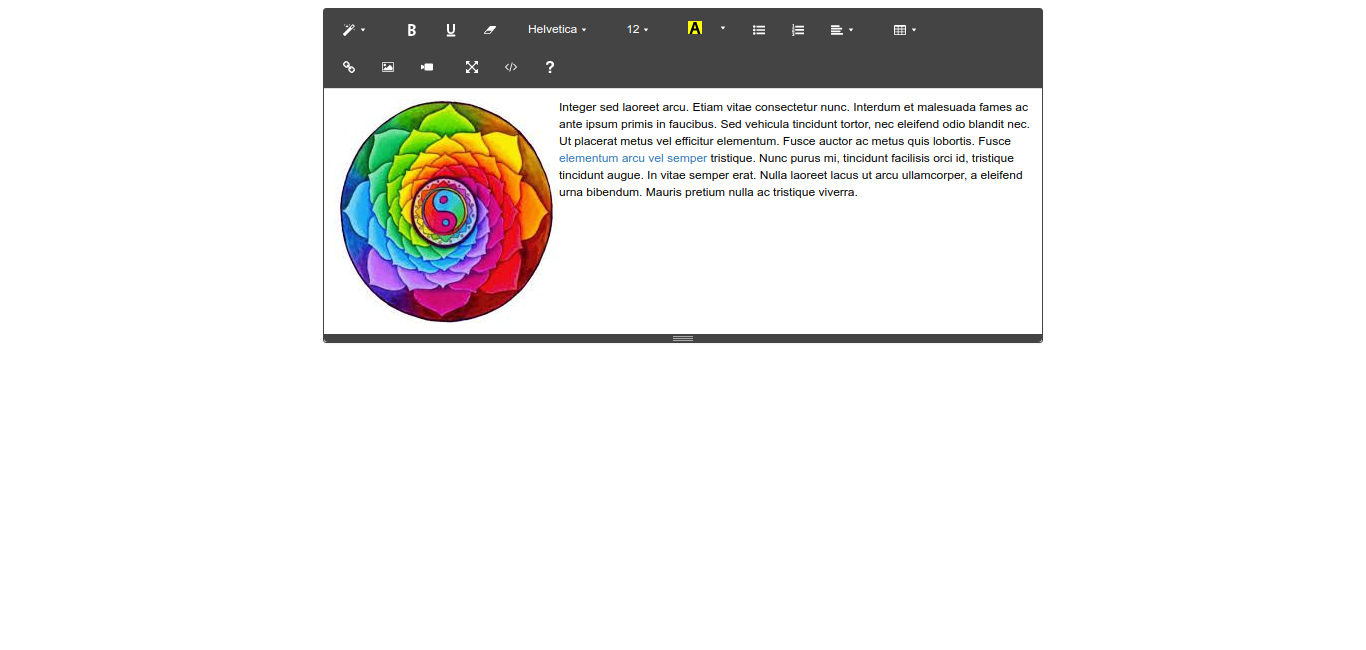 B U Helvetica 12 A
</> ?
Integer sed laoreet arcu. Etiam vitae consectetur nunc. Interdum et malesuada fames ac
ante ipsum primis in faucibus. Sed vehicula tincidunt tortor, nec eleifend odio blandit nec.
Ut placerat metus vel efficitur elementum. Fusce auctor ac metus quis lobortis. Fusce
elementum arcu vel semper tristique. Nunc purus mi, tincidunt facilisis orci id, tristique
tincidunt augue. In vitae semper erat. Nulla laoreet lacus ut arcu ullamcorper, a eleifend
urna bibendum. Mauris pretium nulla ac tristique viverra.